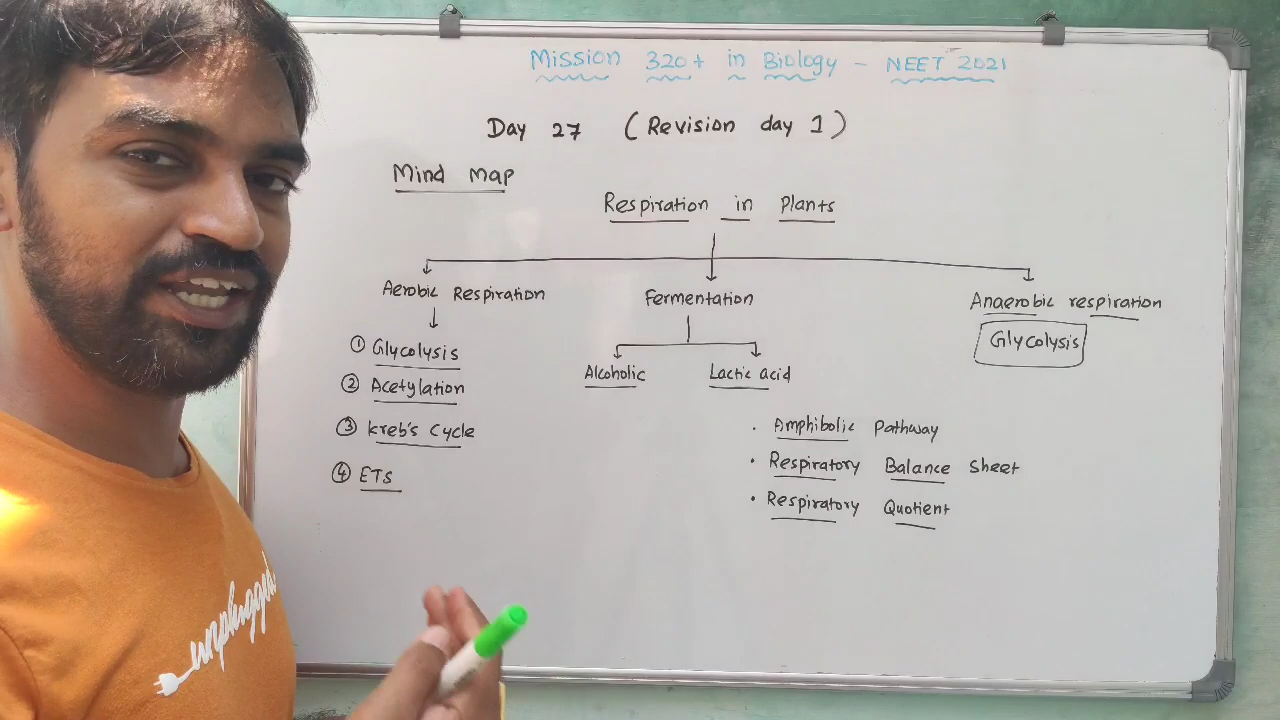 Mission 320+ in Biology - NEET 2021
Day 27 (Revision day 1)
Mind Map
Respiration in Plants
Aerobic Respiration
① Glycolysis
② Acetylation
③ Kreb's Cycle
④ ETS
Fermentation
Alcoholic
Lactic acid
Anaerobic respiration
Glycolysis
· Amphibolic Pathway
· Respiratory Balance Sheet
· Respiratory Quotient
unplugged